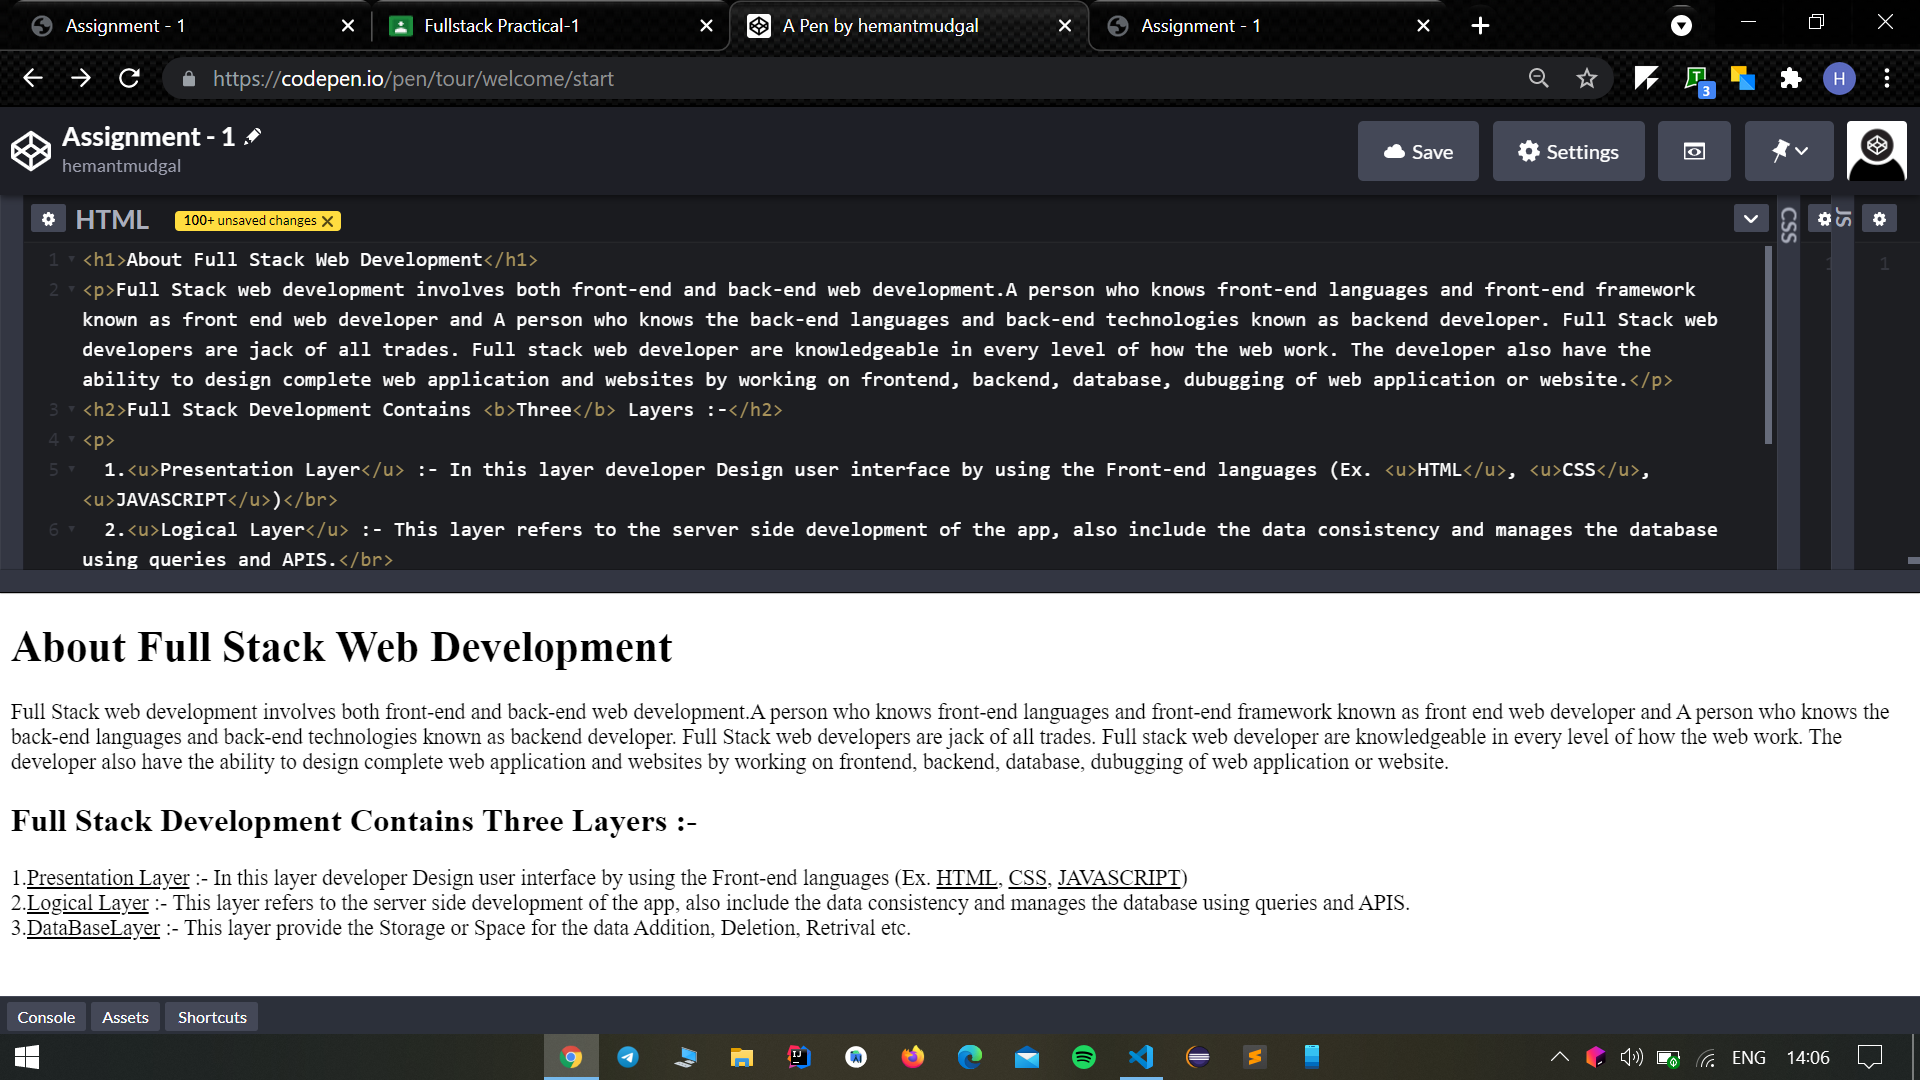 Assignment - 1
Fullstack Practical-1
A Pen by hemantmudgal
Assignment - 1
https://codepen.io/pen/tour/welcome/start
3
H
Assignment - 1
hemantmudgal
Save
Settings
HTML
100+ unsaved changes
CSS
JS
1 <h1>About Full Stack Web Development</h1>
2 <p>Full Stack web development involves both front-end and back-end web development.A person who knows front-end languages and front-end framework
known as front end web developer and A person who knows the back-end languages and back-end technologies known as backend developer. Full Stack web
developers are jack of all trades. Full stack web developer are knowledgeable in every level of how the web work. The developer also have the
ability to design complete web application and websites by working on frontend, backend, database, dubugging of web application or website.</p>
3 <h2>Full Stack Development Contains <b>Three</b> Layers :-</h2>
4 <p>
5 1.<u>Presentation Layer</u> :- In this layer developer Design user interface by using the Front-end languages (Ex. <u>HTML</u>, <u>CSS</u>,
<u>JAVASCRIPT</u>)</br>
6 2.<u>Logical Layer</u> :- This layer refers to the server side development of the app, also include the data consistency and manages the database
using queries and APIS.</br>
1
1
About Full Stack Web Development
Full Stack web development involves both front-end and back-end web development.A person who knows front-end languages and front-end framework known as front end web developer and A person who knows the
back-end languages and back-end technologies known as backend developer. Full Stack web developers are jack of all trades. Full stack web developer are knowledgeable in every level of how the web work. The
developer also have the ability to design complete web application and websites by working on frontend, backend, database, dubugging of web application or website.
Full Stack Development Contains Three Layers :-
1.Presentation Layer :- In this layer developer Design user interface by using the Front-end languages (Ex. HTML, CSS, JAVASCRIPT)
2.Logical Layer :- This layer refers to the server side development of the app, also include the data consistency and manages the database using queries and APIS.
3.DataBaseLayer :- This layer provide the Storage or Space for the data Addition, Deletion, Retrival etc.
Console
Assets
Shortcuts
ENG
14:06